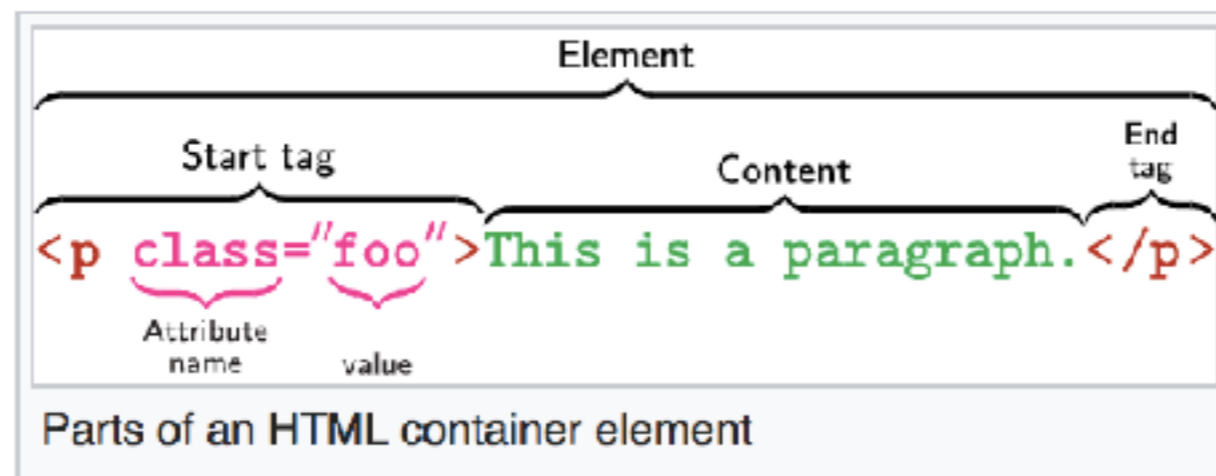 Element
Start tag
Content
End
tag
<p class="foo">This is a paragraph.</p>
Attribute
name
value
Parts of an HTML container element